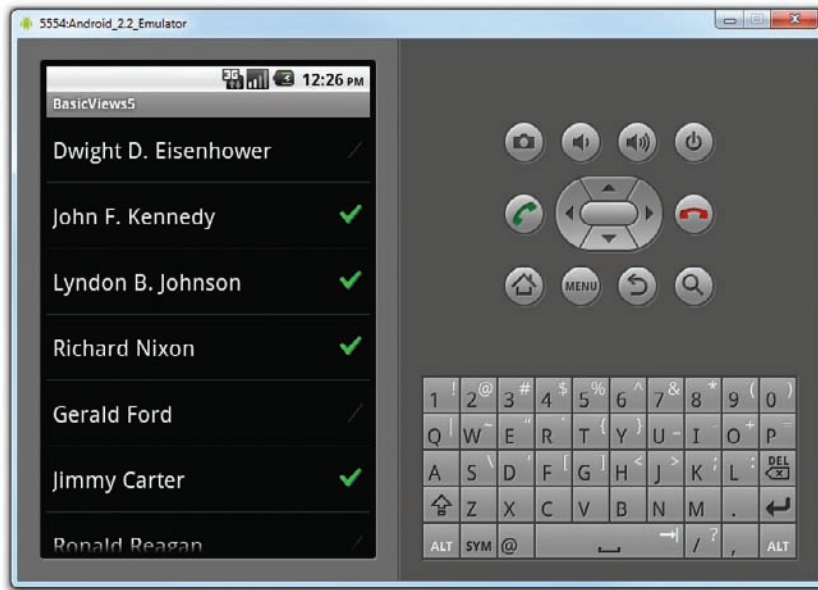 5554:Android_2.2_Emulator
3G 12:26 PM
BasicViews5
Dwight D. Eisenhower
John F. Kennedy
Lyndon B. Johnson
Richard Nixon
Gerald Ford
Jimmy Carter
Ronald Reagan
MENU
1 ! 2 @ 3 # 4 $ 5 % 6 ^ 7 & 8 * 9 ( 0 )
Q | W ~ E " R ` T { Y } U _ I - O + P =
A S \ D ' F [ G ] H < J > K ; L : DEL
Z X C V B N M .
ALT SYM @ / ? , ALT